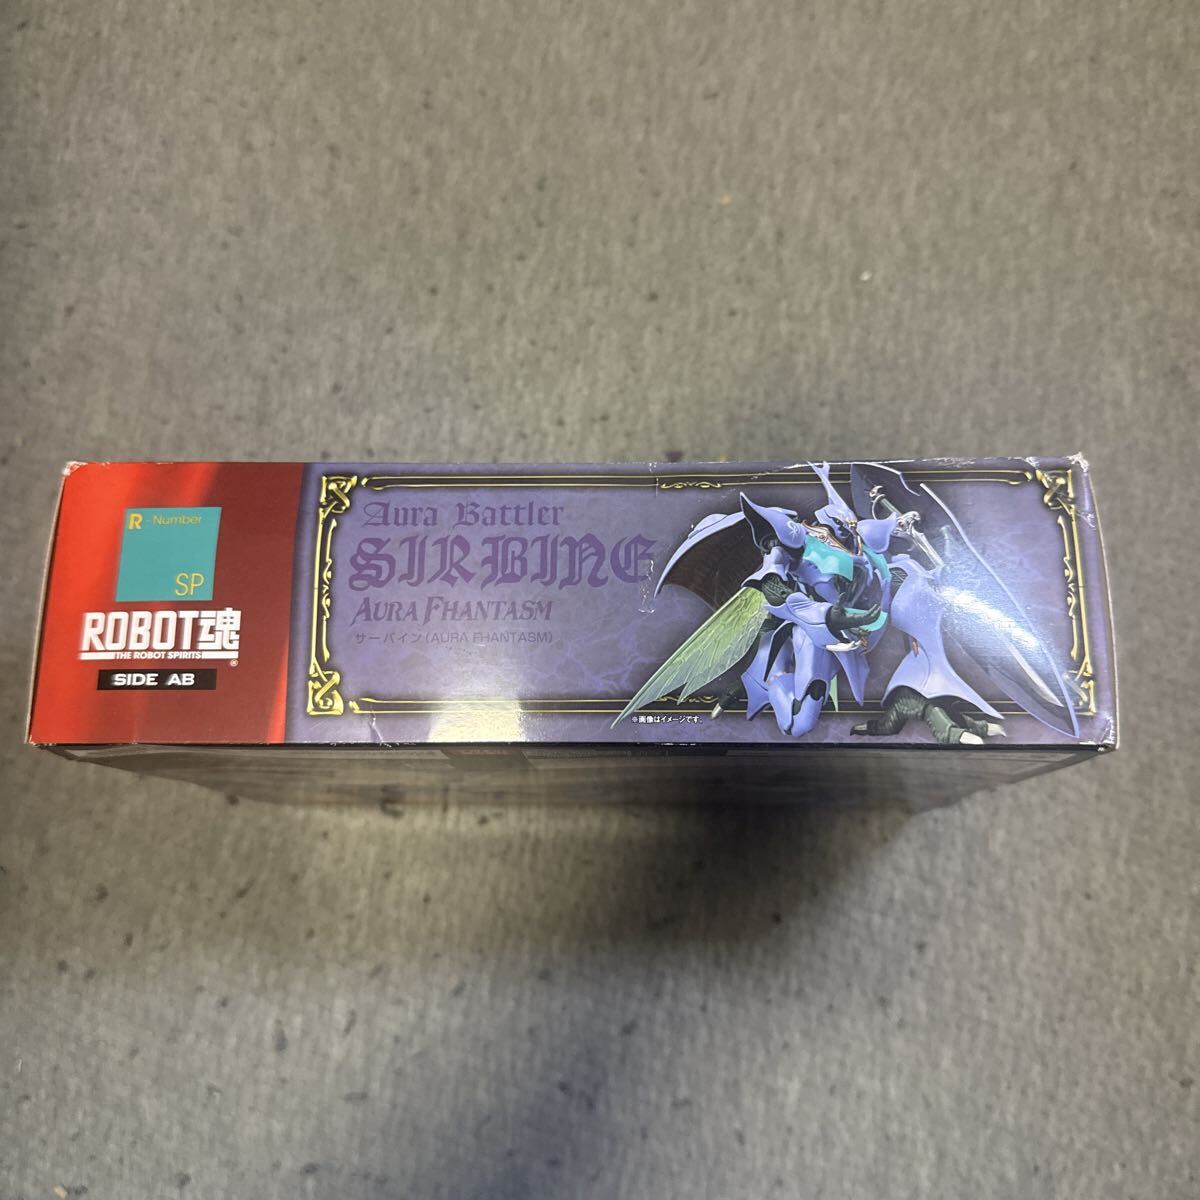 R - Number
SP
ROBOT魂
THE ROBOT SPIRITS
®
SIDE AB
Aura Battler
SIRBINE
AURA FHANTASM
サーバイン(AURA FHANTASM)
※画像はイメージです。